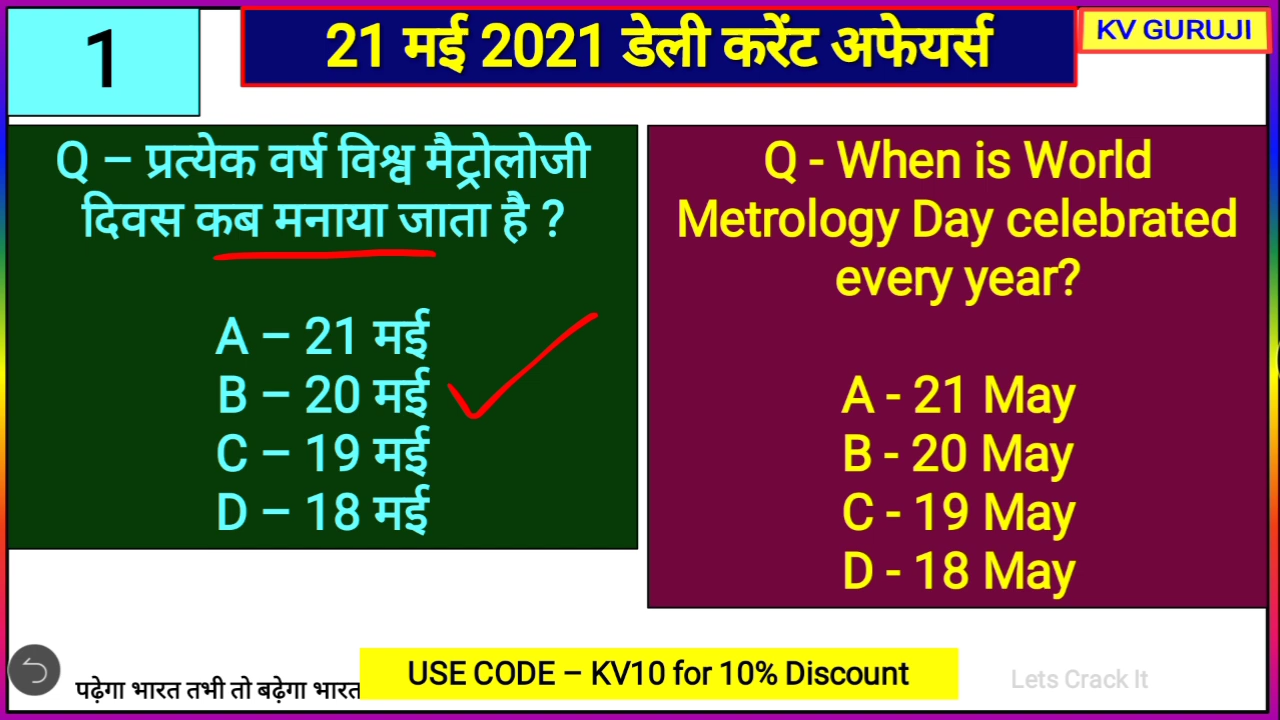 1
21 मई 2021 डेली करेंट अफेयर्स
KV GURUJI
Q – प्रत्येक वर्ष विश्व मैट्रोलोजी
दिवस कब मनाया जाता है ?
A – 21 मई
B – 20 मई
C – 19 मई
D – 18 मई
Q - When is World
Metrology Day celebrated
every year?
A - 21 May
B - 20 May
C - 19 May
D - 18 May
पढ़ेगा भारत तभी तो बढ़ेगा भारत
USE CODE – KV10 for 10% Discount
Lets Crack It